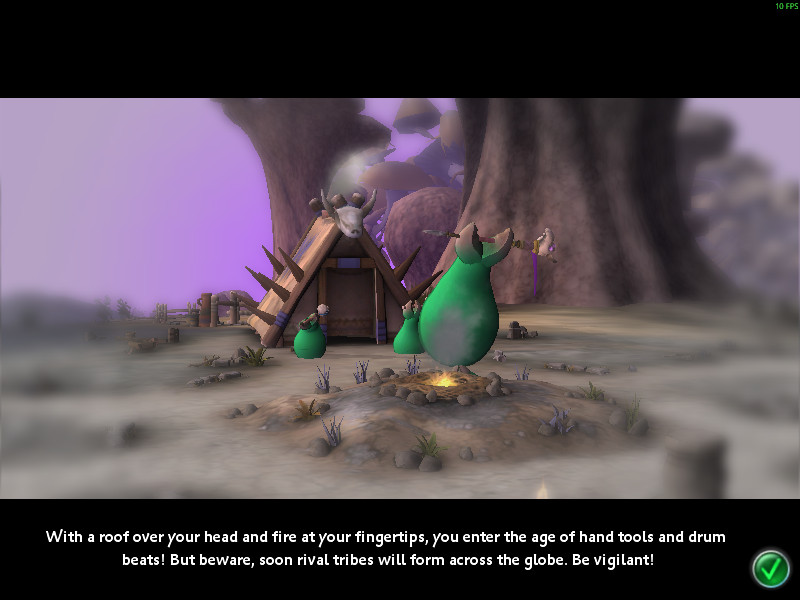 10 FPS
With a roof over your head and fire at your fingertips, you enter the age of hand tools and drum
beats! But beware, soon rival tribes will form across the globe. Be vigilant!